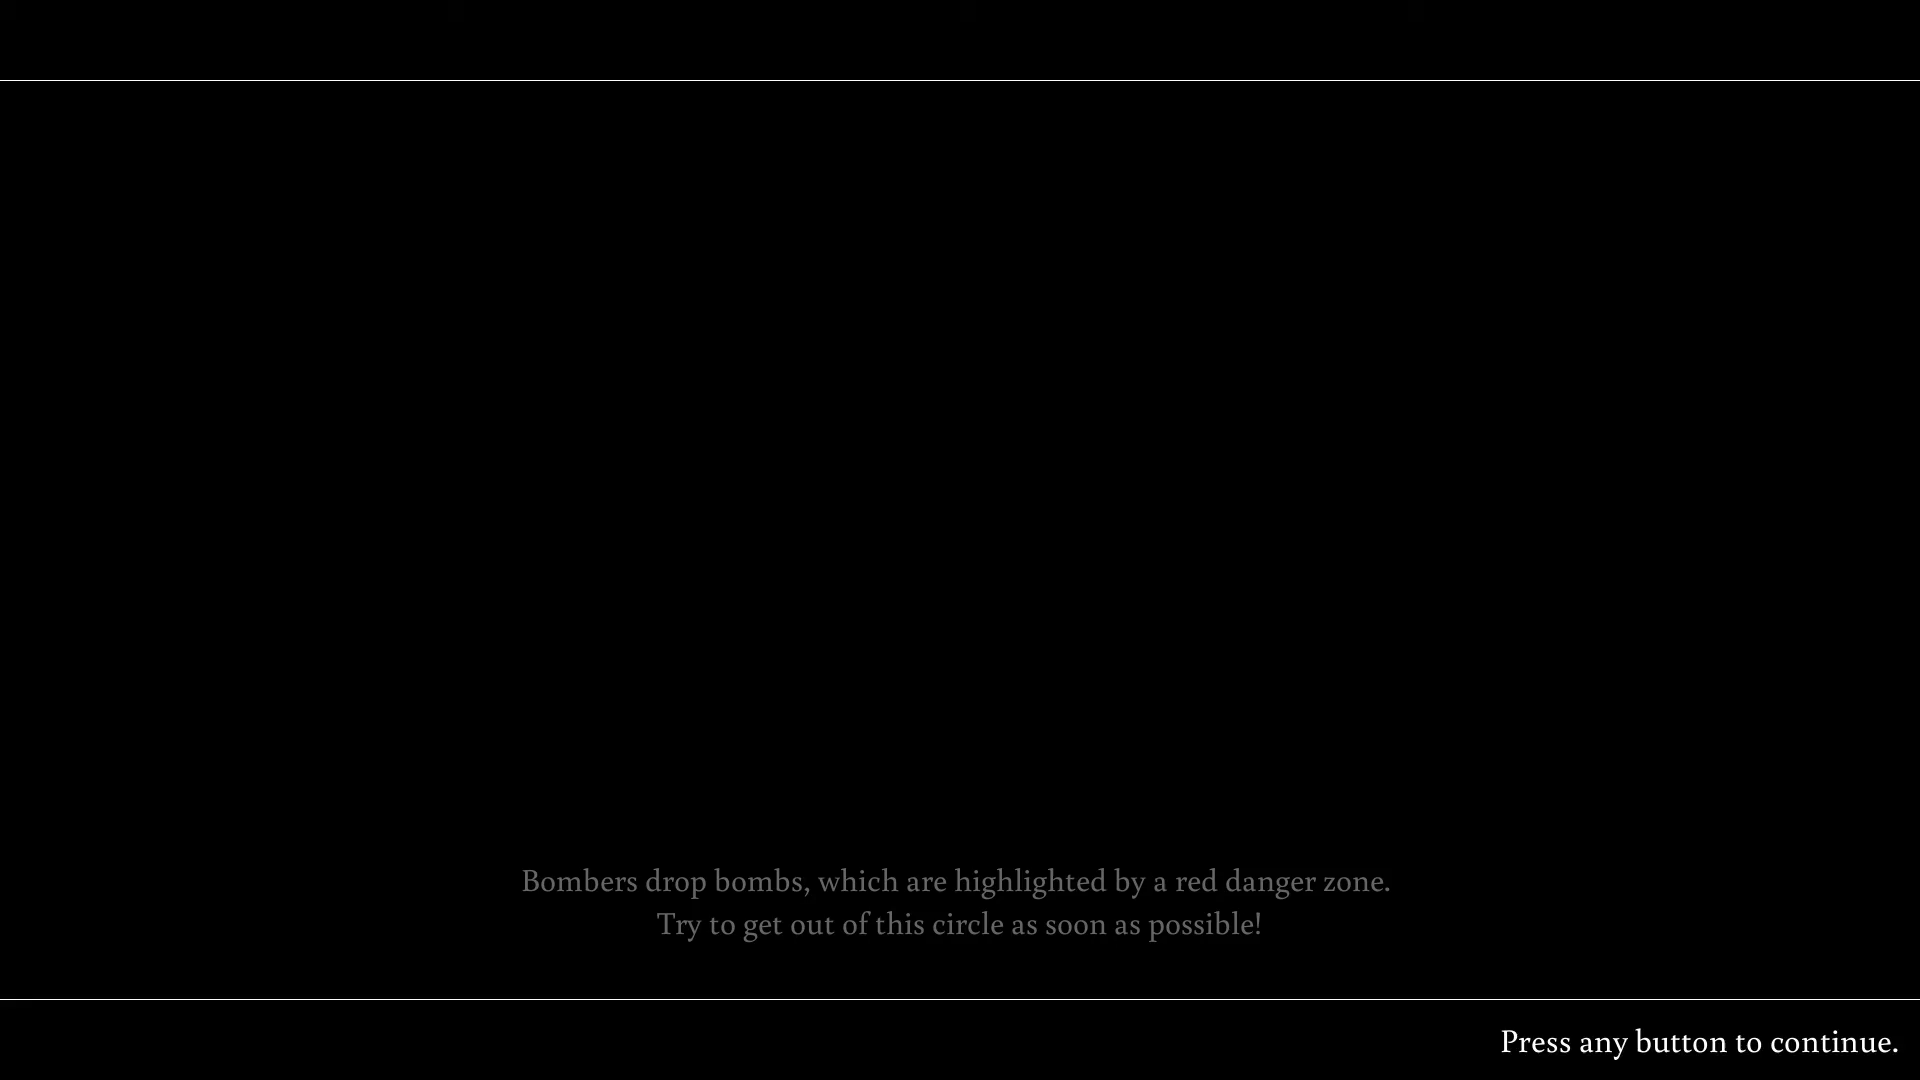 Bombers drop bombs, which are highlighted by a red danger zone.
Try to get out of this circle as soon as possible!
Press any button to continue.